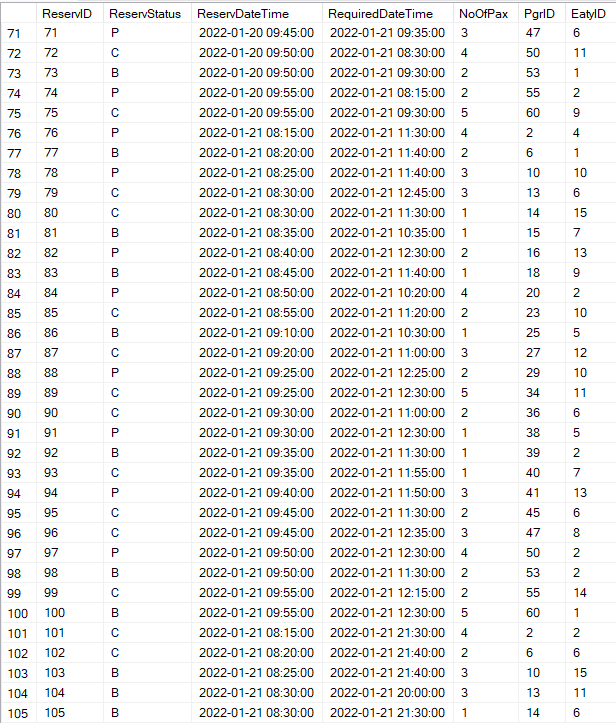 ReservID ReservStatus ReservDateTime RequiredDateTime NoOfPax PgrID EatyID
71 71 P 2022-01-20 09:45:00 2022-01-21 09:35:00 3 47 6
72 72 C 2022-01-20 09:50:00 2022-01-21 08:30:00 4 50 11
73 73 B 2022-01-20 09:50:00 2022-01-21 09:30:00 2 53 1
74 74 P 2022-01-20 09:55:00 2022-01-21 08:15:00 2 55 2
75 75 C 2022-01-20 09:55:00 2022-01-21 09:30:00 5 60 9
76 76 P 2022-01-21 08:15:00 2022-01-21 11:30:00 4 2 4
77 77 B 2022-01-21 08:20:00 2022-01-21 11:40:00 2 6 1
78 78 P 2022-01-21 08:25:00 2022-01-21 11:40:00 3 10 10
79 79 C 2022-01-21 08:30:00 2022-01-21 12:45:00 3 13 6
80 80 C 2022-01-21 08:30:00 2022-01-21 11:30:00 1 14 15
81 81 B 2022-01-21 08:35:00 2022-01-21 10:35:00 1 15 7
82 82 P 2022-01-21 08:40:00 2022-01-21 12:30:00 2 16 13
83 83 B 2022-01-21 08:45:00 2022-01-21 11:40:00 1 18 9
84 84 P 2022-01-21 08:50:00 2022-01-21 10:20:00 4 20 2
85 85 C 2022-01-21 08:55:00 2022-01-21 11:20:00 2 23 10
86 86 B 2022-01-21 09:10:00 2022-01-21 10:30:00 1 25 5
87 87 C 2022-01-21 09:20:00 2022-01-21 11:00:00 3 27 12
88 88 P 2022-01-21 09:25:00 2022-01-21 12:25:00 2 29 10
89 89 C 2022-01-21 09:25:00 2022-01-21 12:30:00 5 34 11
90 90 C 2022-01-21 09:30:00 2022-01-21 11:00:00 2 36 6
91 91 P 2022-01-21 09:30:00 2022-01-21 12:30:00 1 38 5
92 92 B 2022-01-21 09:35:00 2022-01-21 11:30:00 1 39 2
93 93 C 2022-01-21 09:35:00 2022-01-21 11:55:00 1 40 7
94 94 P 2022-01-21 09:40:00 2022-01-21 11:50:00 3 41 13
95 95 C 2022-01-21 09:45:00 2022-01-21 11:30:00 2 45 6
96 96 C 2022-01-21 09:45:00 2022-01-21 12:35:00 3 47 8
97 97 P 2022-01-21 09:50:00 2022-01-21 12:30:00 4 50 2
98 98 B 2022-01-21 09:50:00 2022-01-21 11:30:00 2 53 2
99 99 C 2022-01-21 09:55:00 2022-01-21 12:15:00 2 55 14
100 100 B 2022-01-21 09:55:00 2022-01-21 12:30:00 5 60 1
101 101 C 2022-01-21 08:15:00 2022-01-21 21:30:00 4 2 2
102 102 C 2022-01-21 08:20:00 2022-01-21 21:40:00 2 6 6
103 103 B 2022-01-21 08:25:00 2022-01-21 21:40:00 3 10 15
104 104 B 2022-01-21 08:30:00 2022-01-21 20:00:00 3 13 11
105 105 B 2022-01-21 08:30:00 2022-01-21 21:30:00 1 14 6